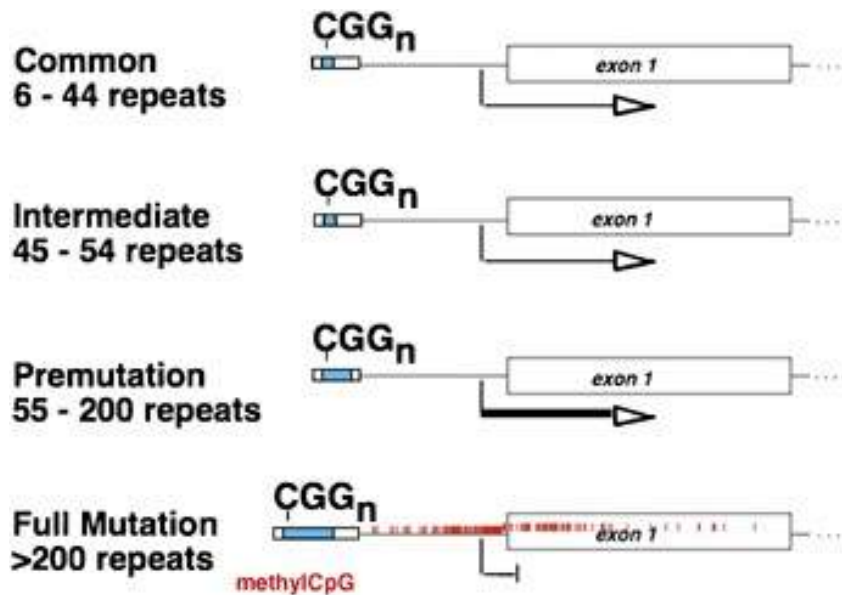 CGGn
Common
6 - 44 repeats
exon 1
CGGn
Intermediate
45 - 54 repeats
exon 1
CGGn
Premutation
55 - 200 repeats
exon 1
CGGn
Full Mutation
>200 repeats
exon 1
methylCpG